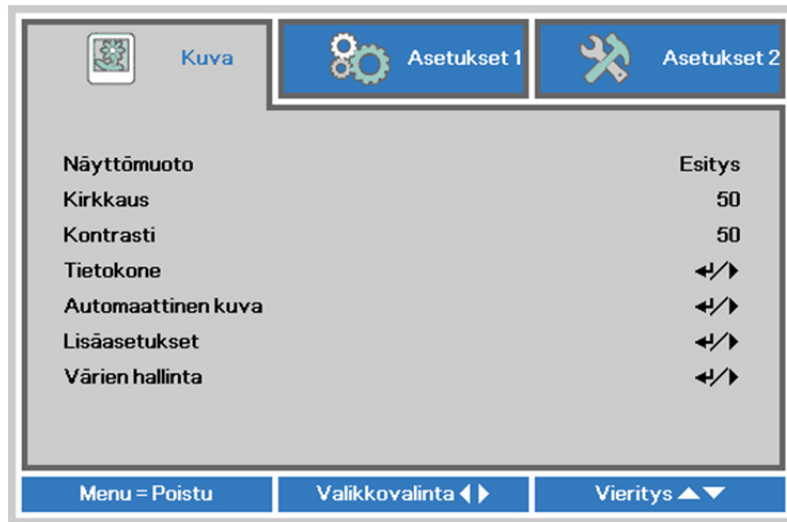 Kuva Asetukset 1 Asetukset 2
Näyttömuoto Esitys
Kirkkaus 50
Kontrasti 50
Tietokone
Automaattinen kuva
Lisäasetukset
Värien hallinta
Menu = Poistu Valikkovalinta Vieritys